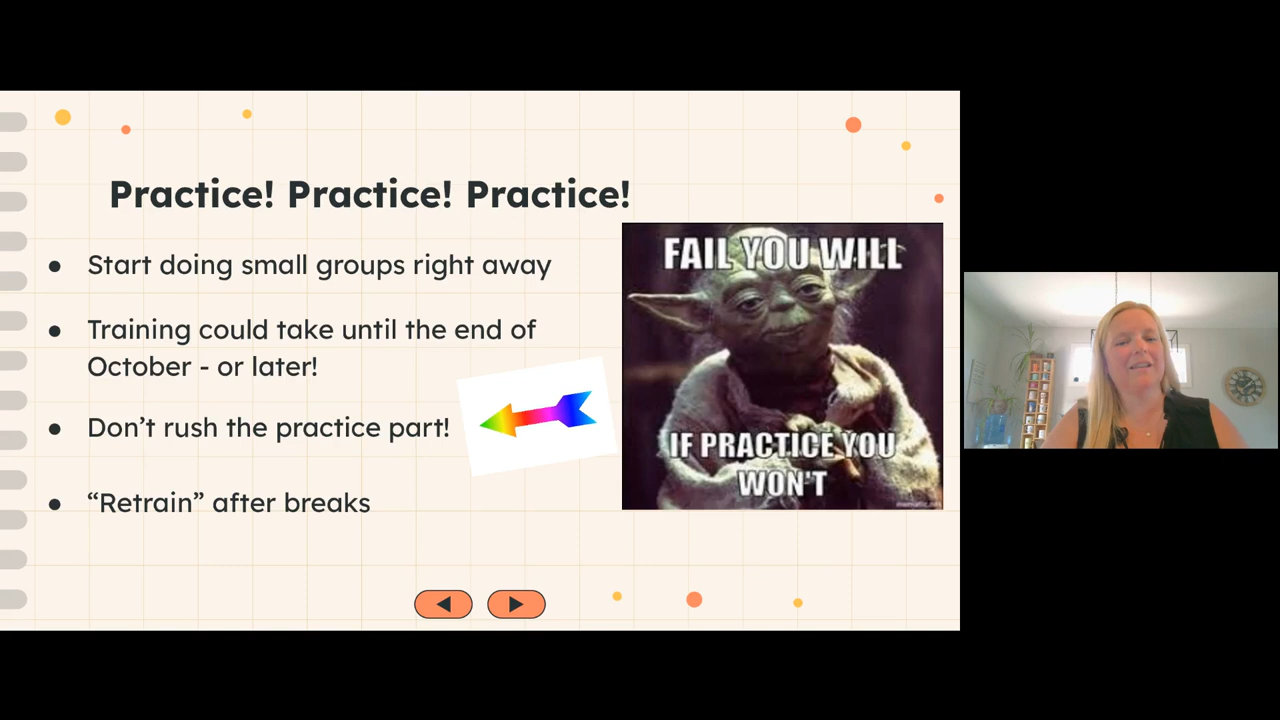 Practice! Practice! Practice!
● Start doing small groups right away
● Training could take until the end of
October - or later!
● Don’t rush the practice part!
● “Retrain” after breaks
FAIL YOU WILL
IF PRACTICE YOU
WON'T